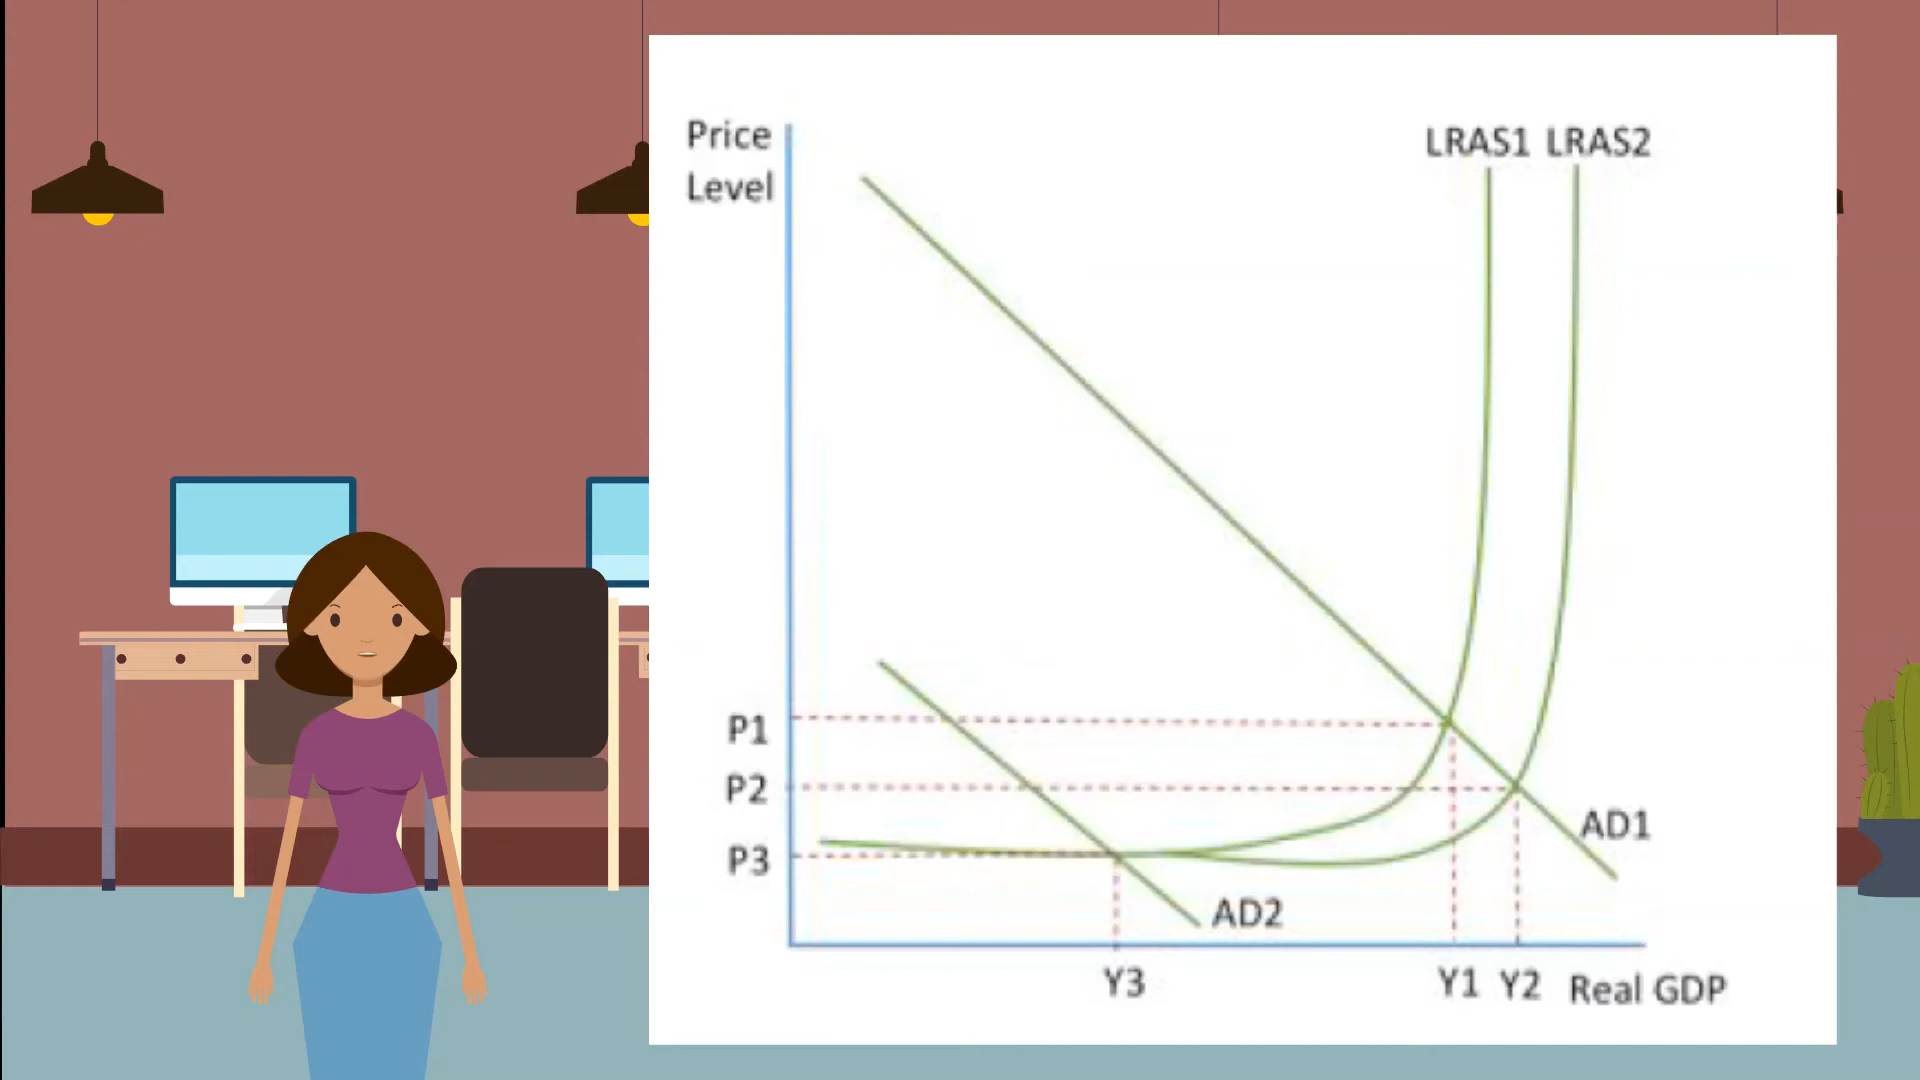 Price
Level
LRAS1 LRAS2
P1
P2
P3
AD1
AD2
Y3
Y1 Y2 Real GDP